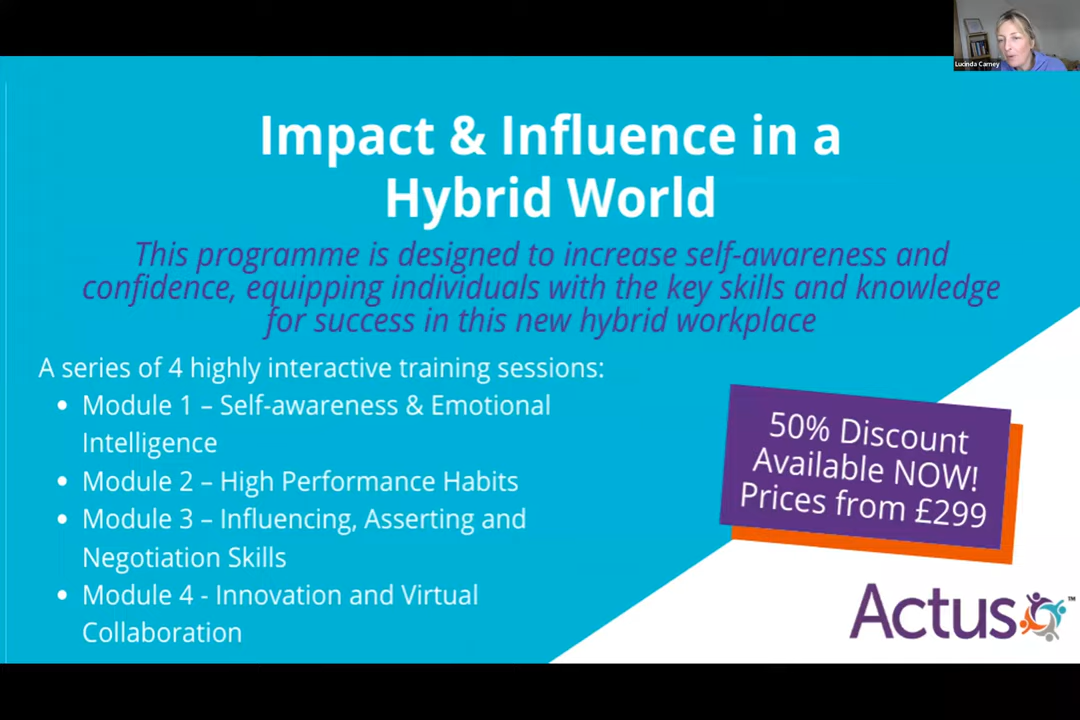 Lucinda Carney
Impact & Influence in a
Hybrid World
This programme is designed to increase self-awareness and
confidence, equipping individuals with the key skills and knowledge
for success in this new hybrid workplace
A series of 4 highly interactive training sessions:
• Module 1 – Self-awareness & Emotional
Intelligence
• Module 2 – High Performance Habits
• Module 3 – Influencing, Asserting and
Negotiation Skills
• Module 4 - Innovation and Virtual
Collaboration
50% Discount
Available NOW!
Prices from £299
Actus™